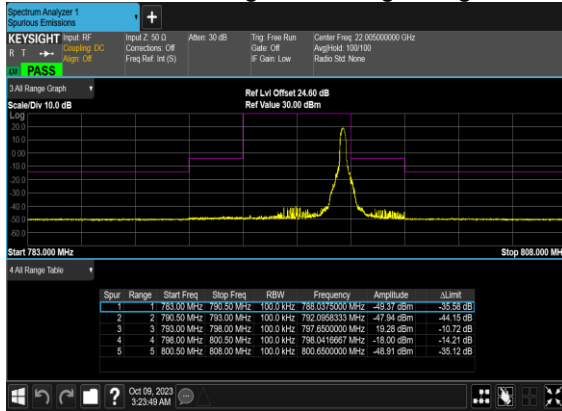 Spectrum Analyzer 1
Spurious Emissions
+
KEYSIGHT Input: RF Input Z: 50 Ω Atten: 30 dB Trig: Free Run Center Freq: 22.005000000 GHz
R T Coupling: DC Corrections: Off Gate: Off Avg|Hold: 100/100
Align: Off Freq Ref: Int (S) IF Gain: Low Radio Std: None
PASS
3 All Range Graph
Ref Lvl Offset 24.60 dB
Scale/Div 10.0 dB Ref Value 30.00 dBm
Log
20.0
10.0
0.00
-10.0
-20.0
-30.0
-40.0
-50.0
-60.0
Start 783.000 MHz Stop 808.000 MH
4 All Range Table
Spur Range Start Freq Stop Freq RBW Frequency Amplitude ΔLimit
1 1 783.00 MHz 790.50 MHz 100.0 kHz 788.0375000 MHz -49.37 dBm -35.58 dB
2 2 790.50 MHz 793.00 MHz 100.0 kHz 792.0958333 MHz -47.94 dBm -44.15 dB
3 3 793.00 MHz 798.00 MHz 100.0 kHz 797.6500000 MHz 19.28 dBm -10.72 dB
4 4 798.00 MHz 800.50 MHz 100.0 kHz 798.0416667 MHz -18.00 dBm -14.21 dB
5 5 800.50 MHz 808.00 MHz 100.0 kHz 800.6500000 MHz -48.91 dBm -35.12 dB
? Oct 09, 2023
3:23:49 AM